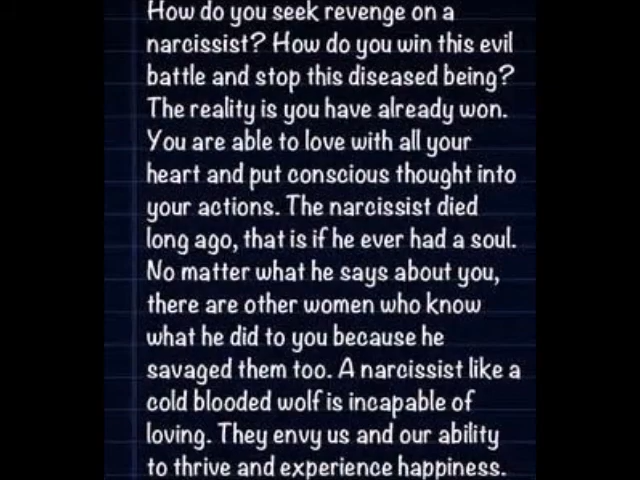 How do you seek revenge on a
narcissist? How do you win this evil
battle and stop this diseased being?
The reality is you have already won.
You are able to love with all your
heart and put conscious thought into
your actions. The narcissist died
long ago, that is if he ever had a soul.
No matter what he says about you,
there are other women who know
what he did to you because he
savaged them too. A narcissist like a
cold blooded wolf is incapable of
loving. They envy us and our ability
to thrive and experience happiness.